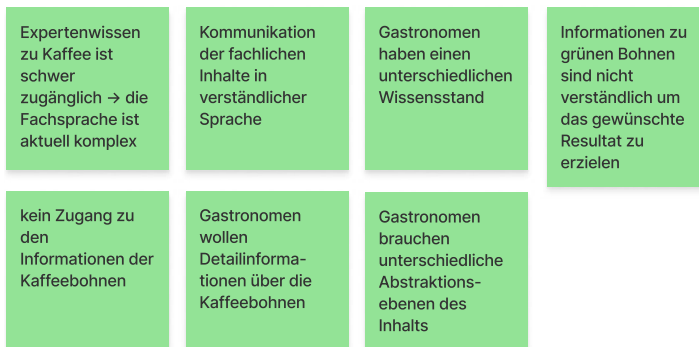 Expertenwissen
zu Kaffee ist
schwer
zugänglich → die
Fachsprache ist
aktuell komplex
Kommunikation
der fachlichen
Inhalte in
verständlicher
Sprache
Gastronomen
haben einen
unterschiedlichen
Wissensstand
Informationen zu
grünen Bohnen
sind nicht
verständlich um
das gewünschte
Resultat zu
erzielen
kein Zugang zu
den
Informationen der
Kaffeebohnen
Gastronomen
wollen
Detailinforma-
tionen über die
Kaffeebohnen
Gastronomen
brauchen
unterschiedliche
Abstraktions-
ebenen des
Inhalts